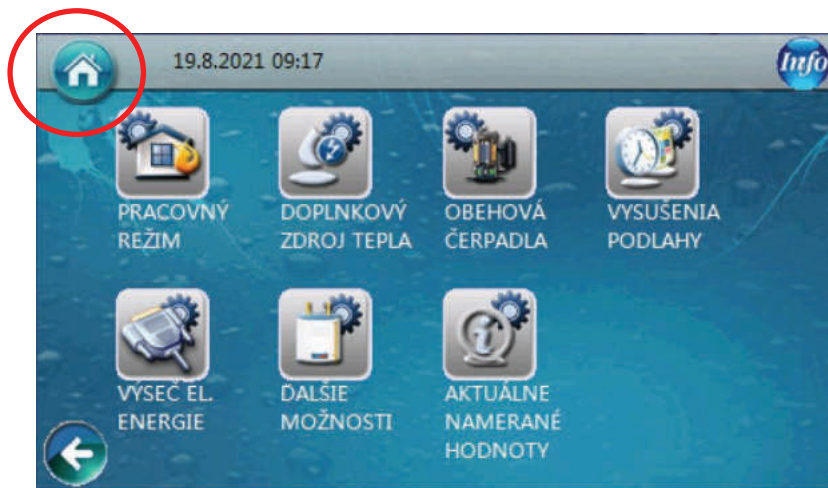 19.8.2021 09:17
Info
PRACOVNÝ
REŽIM
DOPLNKOVÝ
ZDROJ TEPLA
OBEHOVÁ
ČERPADLA
VYSUŠENIA
PODLAHY
VÝSEČ EL.
ENERGIE
ĎALŠIE
MOŽNOSTI
AKTUÁLNE
NAMERANÉ
HODNOTY